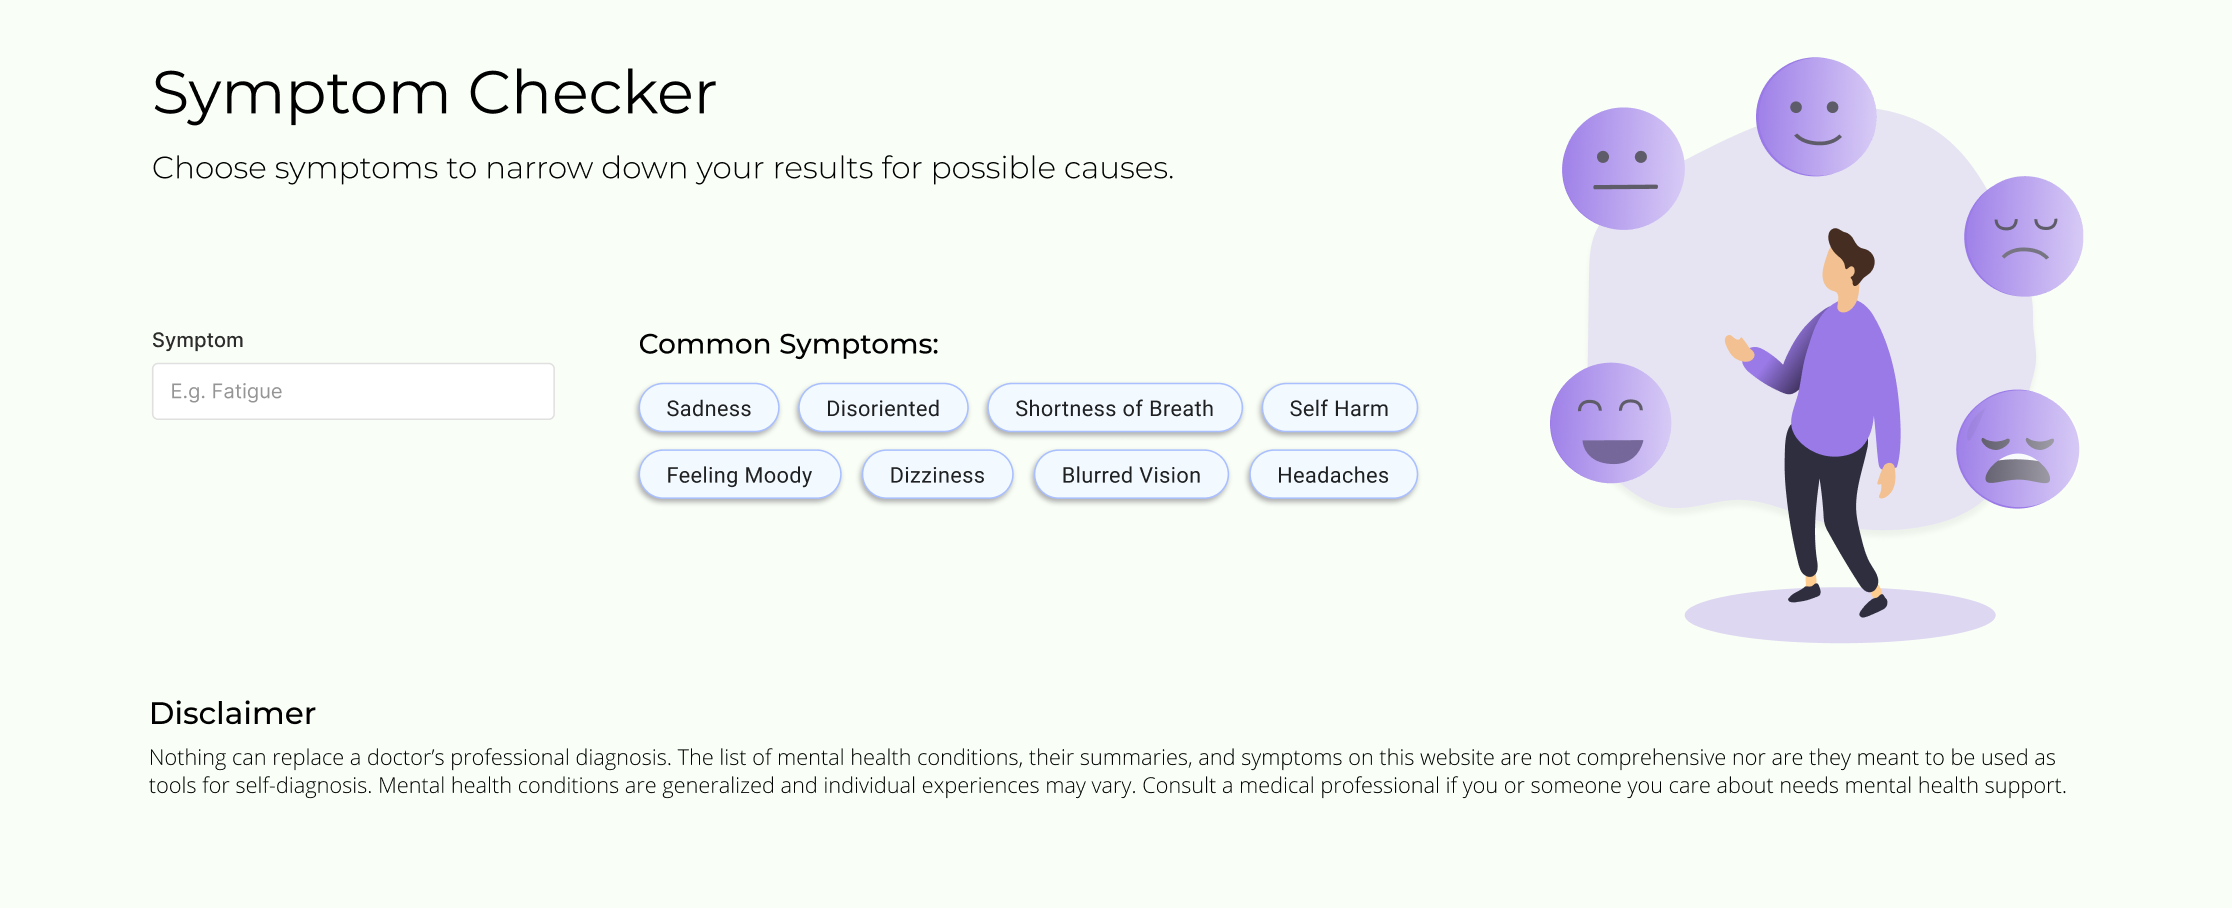 Symptom Checker
Choose symptoms to narrow down your results for possible causes.
Symptom
E.g. Fatigue
Common Symptoms:
Sadness Disoriented Shortness of Breath Self Harm
Feeling Moody Dizziness Blurred Vision Headaches
Disclaimer
Nothing can replace a doctor’s professional diagnosis. The list of mental health conditions, their summaries, and symptoms on this website are not comprehensive nor are they meant to be used as
tools for self-diagnosis. Mental health conditions are generalized and individual experiences may vary. Consult a medical professional if you or someone you care about needs mental health support.